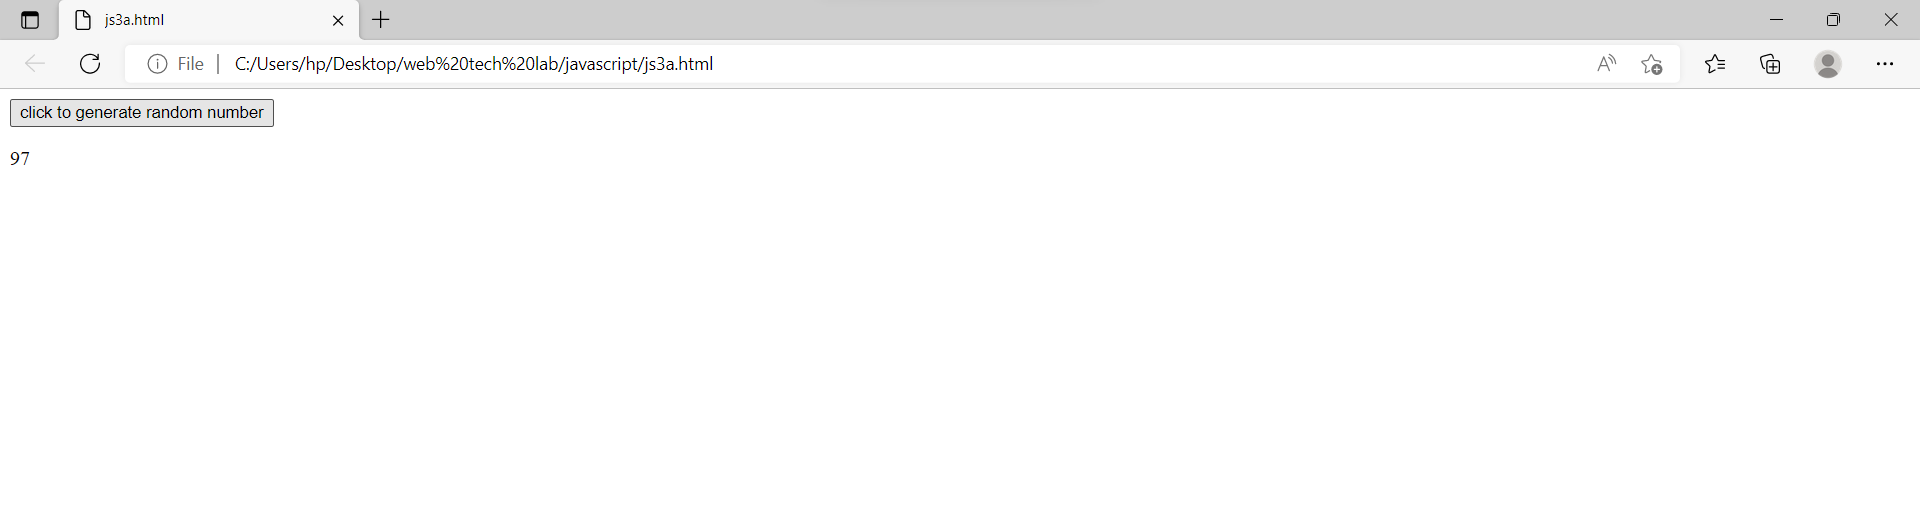 js3a.html
File C:/Users/hp/Desktop/web%20tech%20lab/javascript/js3a.html
click to generate random number
97